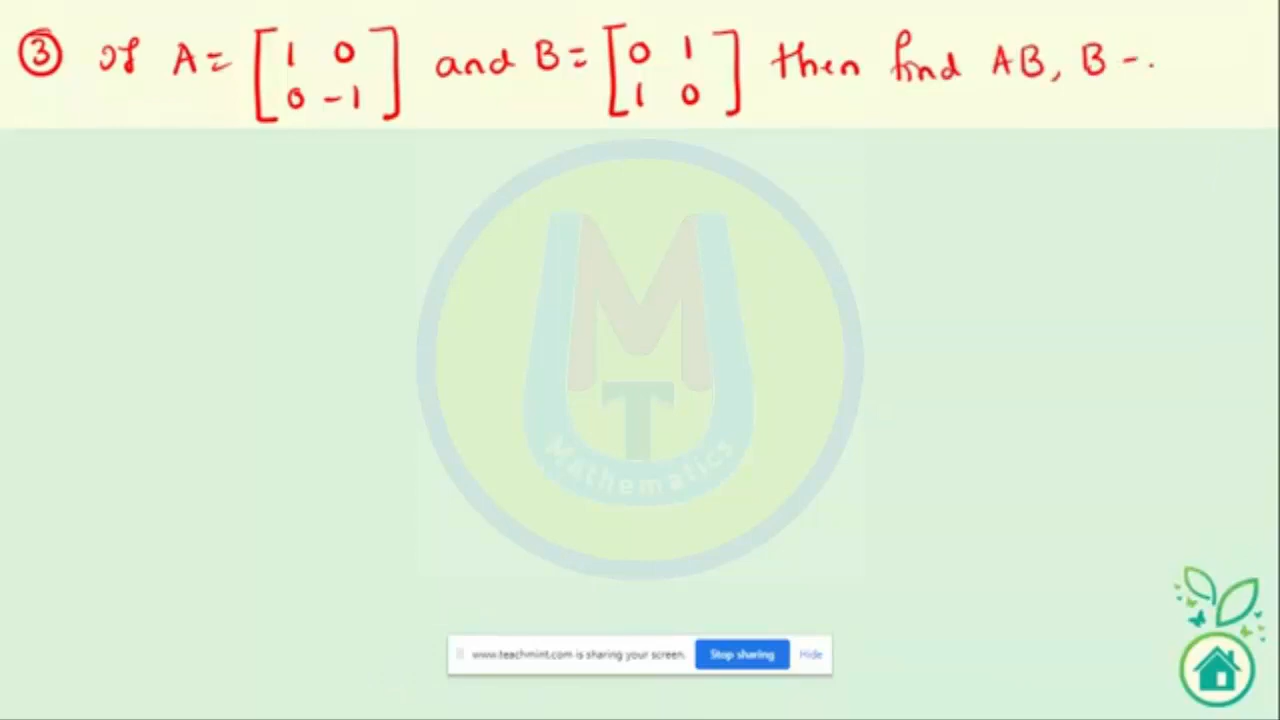 ③ If A = [1 0 and B = [0 1 then find AB, B-.
0 -1] 1 0]
M
T
Mathematics
www.teachmint.com is sharing your screen. Stop sharing Hide